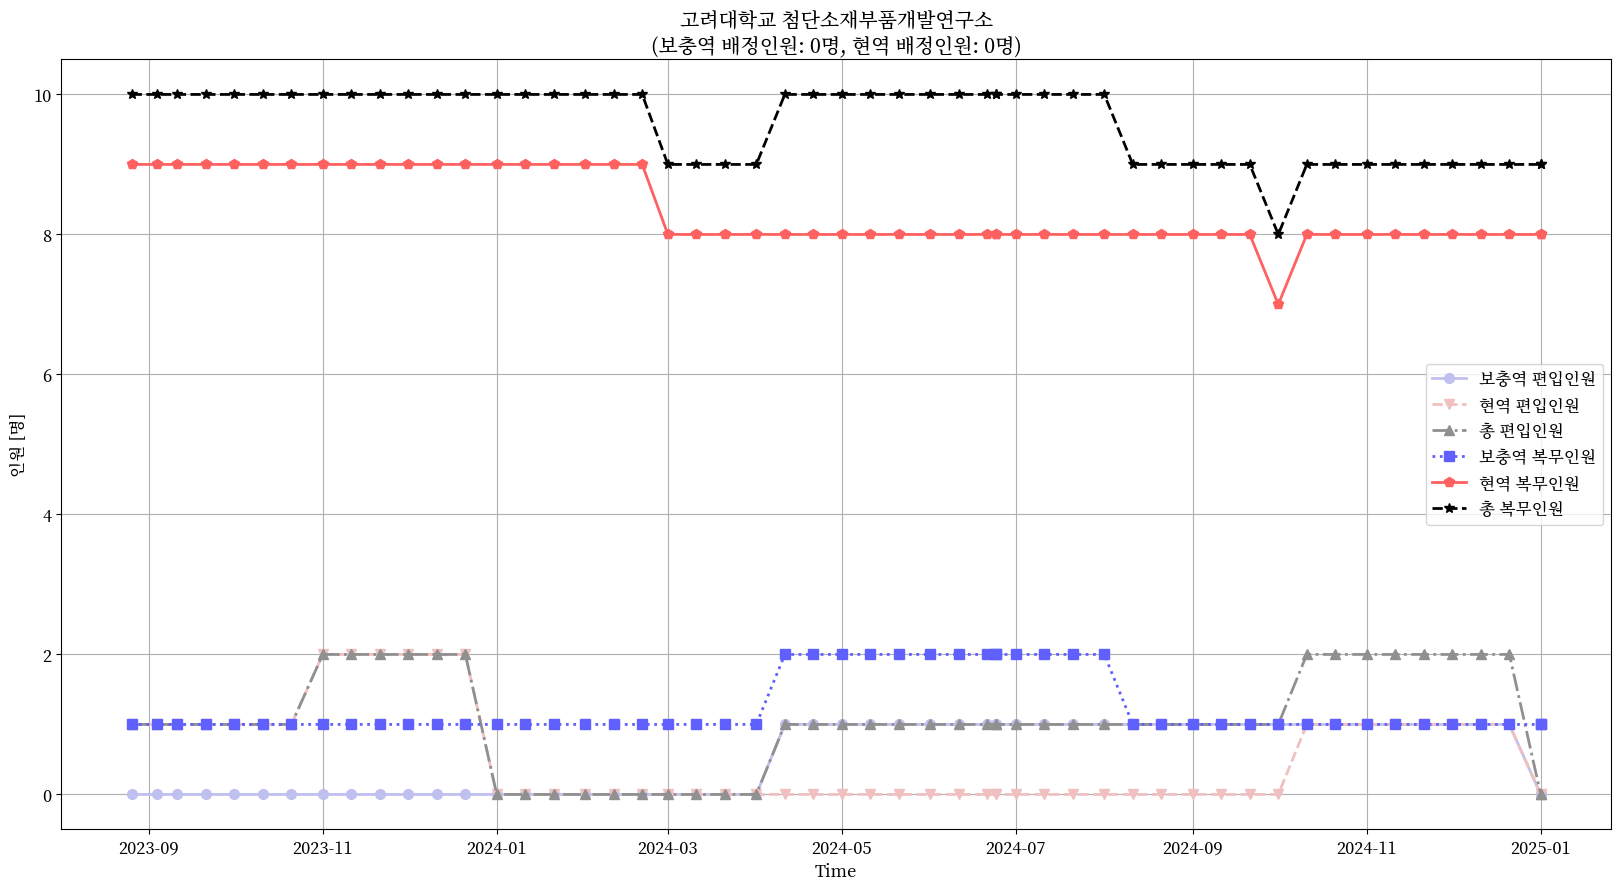 고려대학교 첨단소재부품개발연구소
(보충역 배정인원: 0명, 현역 배정인원: 0명)
인원 [명]
10
8
6
4
2
0
보충역 편입인원
현역 편입인원
총 편입인원
보충역 복무인원
현역 복무인원
총 복무인원
2023-09
2023-11
2024-01
2024-03
2024-05
2024-07
2024-09
2024-11
2025-01
Time